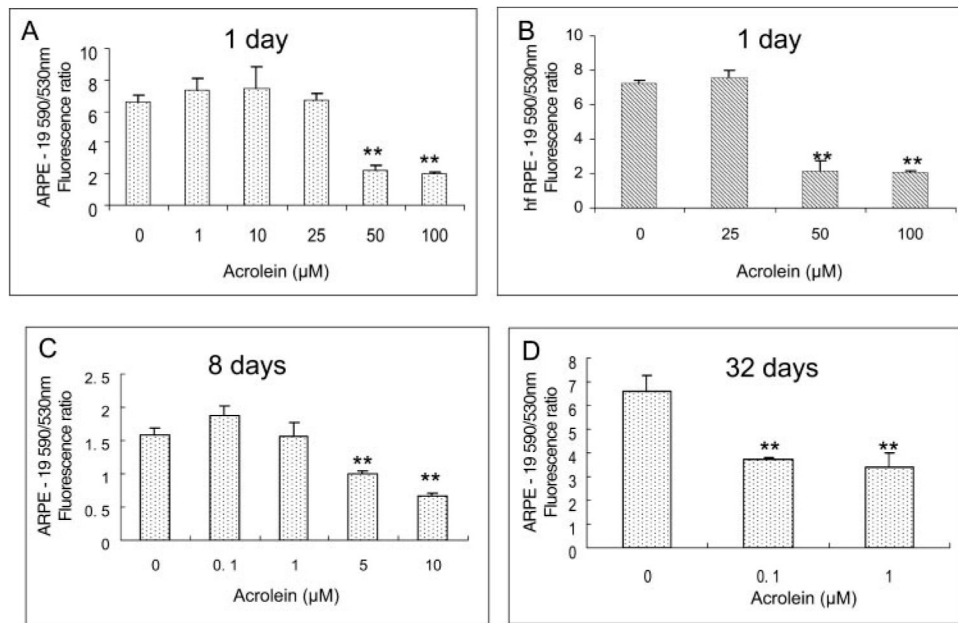 A
1 day
ARPE - 19 590/530nm
Fluorescence ratio
10
8
6
4
2
0
** **
0 1 10 25 50 100
Acrolein (µM)
B
1 day
hf RPE - 19 590/530nm
Fluorescence ratio
10
8
6
4
2
0
** **
0 25 50 100
Acrolein (µM)
C
8 days
ARPE - 19 590/530nm
Fluorescence ratio
2.5
2
1.5
1
0.5
0
** **
0 0. 1 1 5 10
Acrolein (µM)
D
32 days
ARPE - 19 590/530nm
Fluorescence ratio
8
7
6
5
4
3
2
1
0
** **
0 0. 1 1
Acrolein (µM)